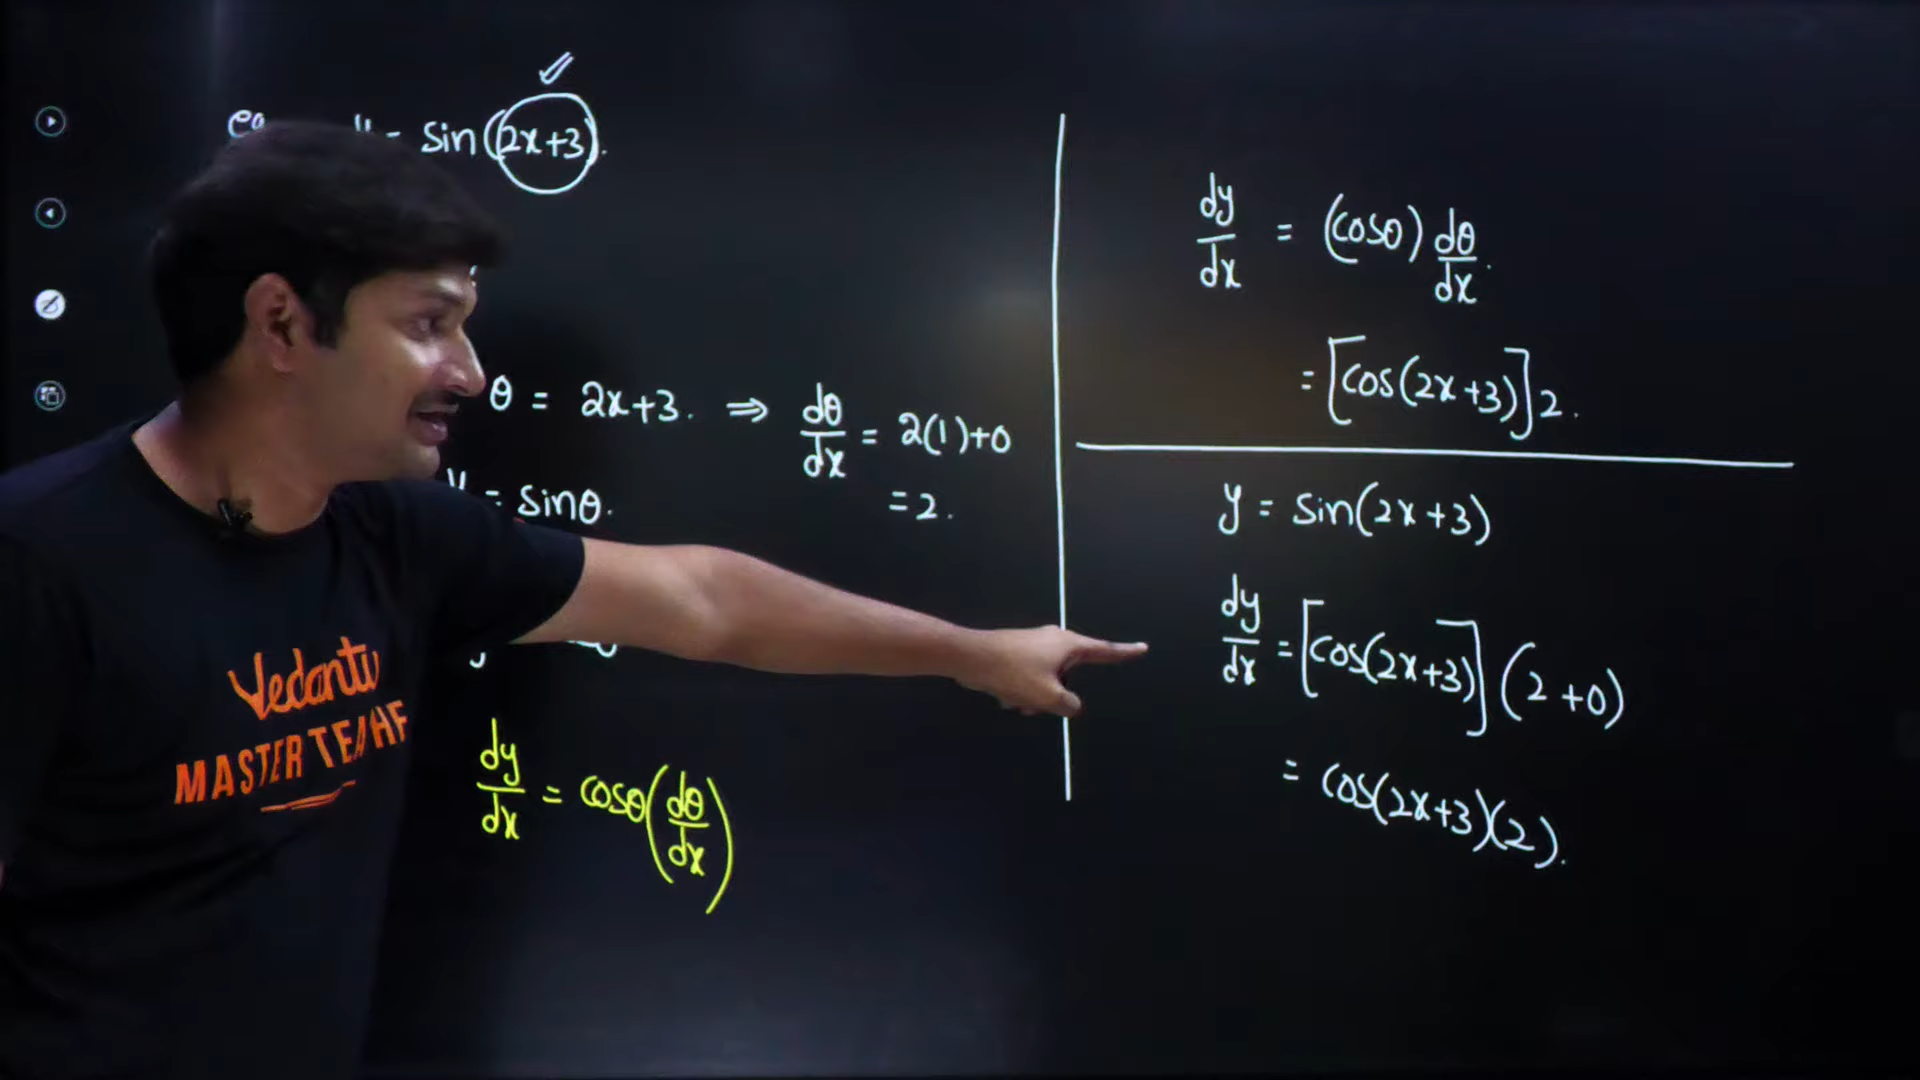 eg y = sin(2x+3).
θ = 2x+3. ⇒ dθ/dx = 2(1)+0
= 2.
y = sinθ.
dy/dx = cosθ(dθ/dx)
dy/dx = (cosθ) dθ/dx.
= [cos(2x+3)]2.
y = sin(2x+3)
dy/dx = [cos(2x+3)](2+0)
= cos(2x+3)(2).
Vedantu
MASTER TEACHE